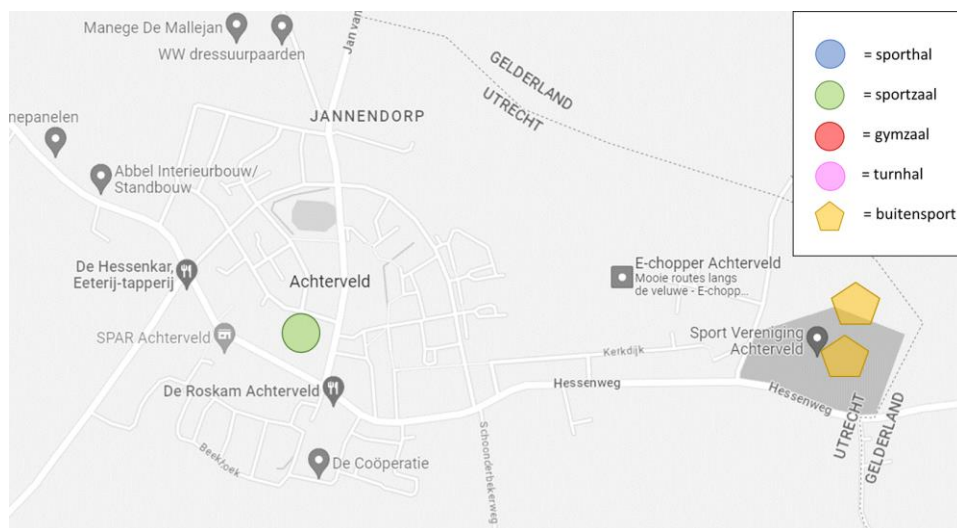 Manege De Mallejan
WW dressuurpaarden
Jan van
GELDERLAND
UTRECHT
JANNENDORP
nepanelen
Abbel Interieurbouw/
Standbouw
De Hessenkar,
Eeterij-tapperij
Achterveld
SPAR Achterveld
De Roskam Achterveld
Beekhoek
De Coöperatie
Schoonderbekerweg
E-chopper Achterveld
Mooie routes langs
de veluwe - E-chopp...
Kerkdijk
Hessenweg
Sport Vereniging
Achterveld
Hessenweg
UTRECHT
GELDERLAND
= sporthal
= sportzaal
= gymzaal
= turnhal
= buitensport